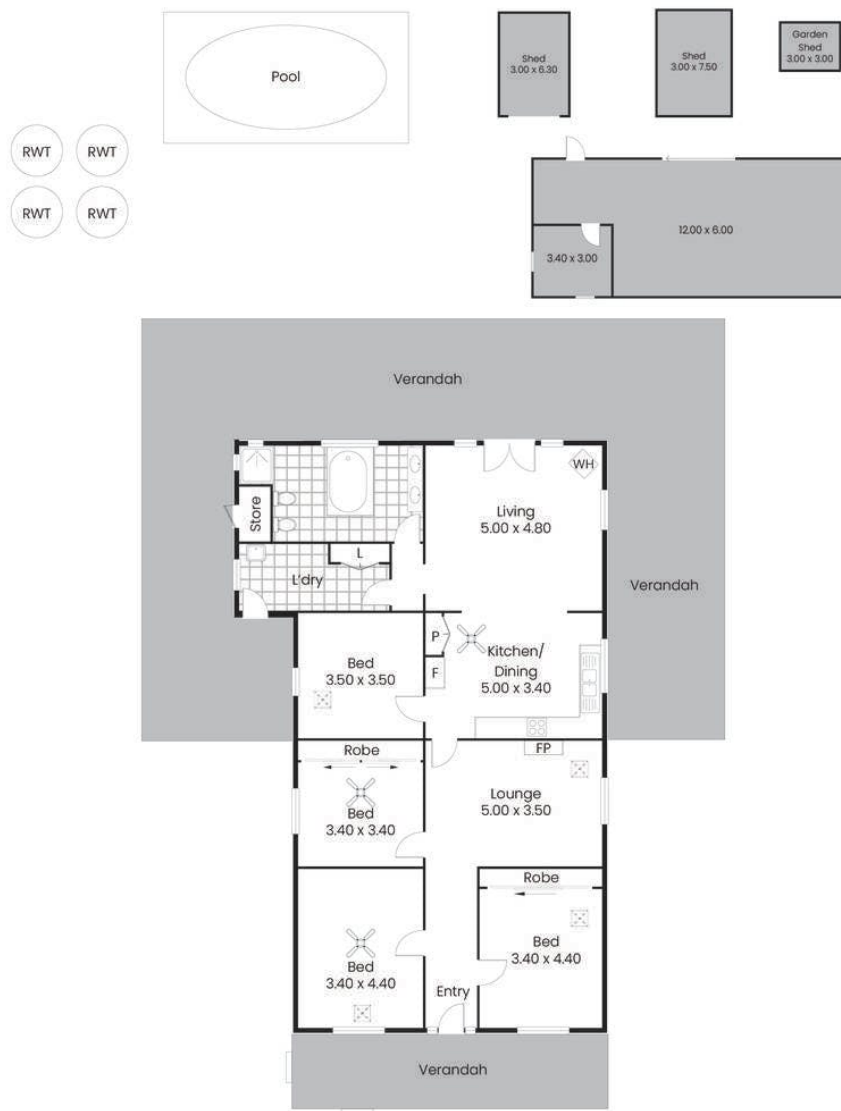 Pool
Shed
3.00 x 6.30
Shed
3.00 x 7.50
Garden
Shed
3.00 x 3.00
RWT
RWT
RWT
RWT
12.00 x 6.00
3.40 x 3.00
Verandah
WH
Living
5.00 x 4.80
Store
L
L'dry
Verandah
Bed
3.50 x 3.50
P
F
Kitchen/
Dining
5.00 x 3.40
Robe
Bed
3.40 x 3.40
FP
Lounge
5.00 x 3.50
Robe
Bed
3.40 x 4.40
Bed
3.40 x 4.40
Entry
Verandah